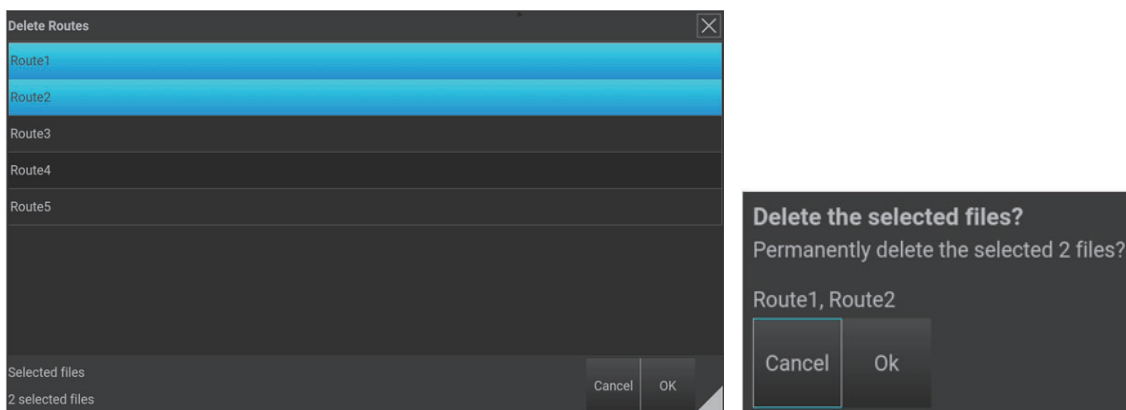 Delete Routes
Route1
Route2
Route3
Route4
Route5
Selected files
2 selected files
Cancel OK
Delete the selected files?
Permanently delete the selected 2 files?
Route1, Route2
Cancel Ok